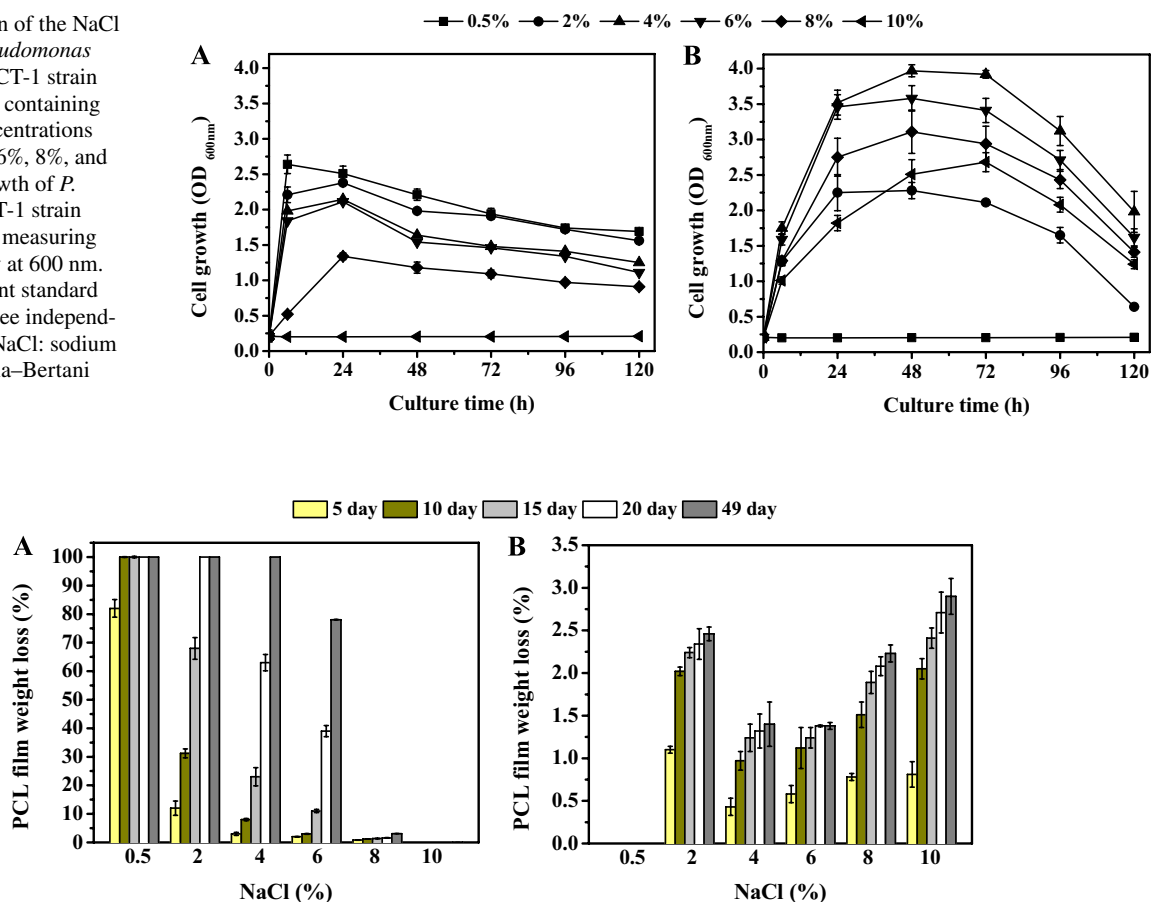 n of the NaCl
udomonas
CT-1 strain
containing
centrations
6%, 8%, and
wth of P.
T-1 strain
measuring
y at 600 nm.
nt standard
ee independ-
NaCl: sodium
a–Bertani
0.5% 2% 4% 6% 8% 10%
A
4.0
3.5
3.0
2.5
2.0
1.5
1.0
0.5
0.0
Cell growth (OD 600nm)
0 24 48 72 96 120
Culture time (h)
B
4.0
3.5
3.0
2.5
2.0
1.5
1.0
0.5
0.0
Cell growth (OD 600nm)
0 24 48 72 96 120
Culture time (h)
5 day 10 day 15 day 20 day 49 day
A
100
90
80
70
60
50
40
30
20
10
0
PCL film weight loss (%)
0.5 2 4 6 8 10
NaCl (%)
B
3.5
3.0
2.5
2.0
1.5
1.0
0.5
0.0
PCL film weight loss (%)
0.5 2 4 6 8 10
NaCl (%)